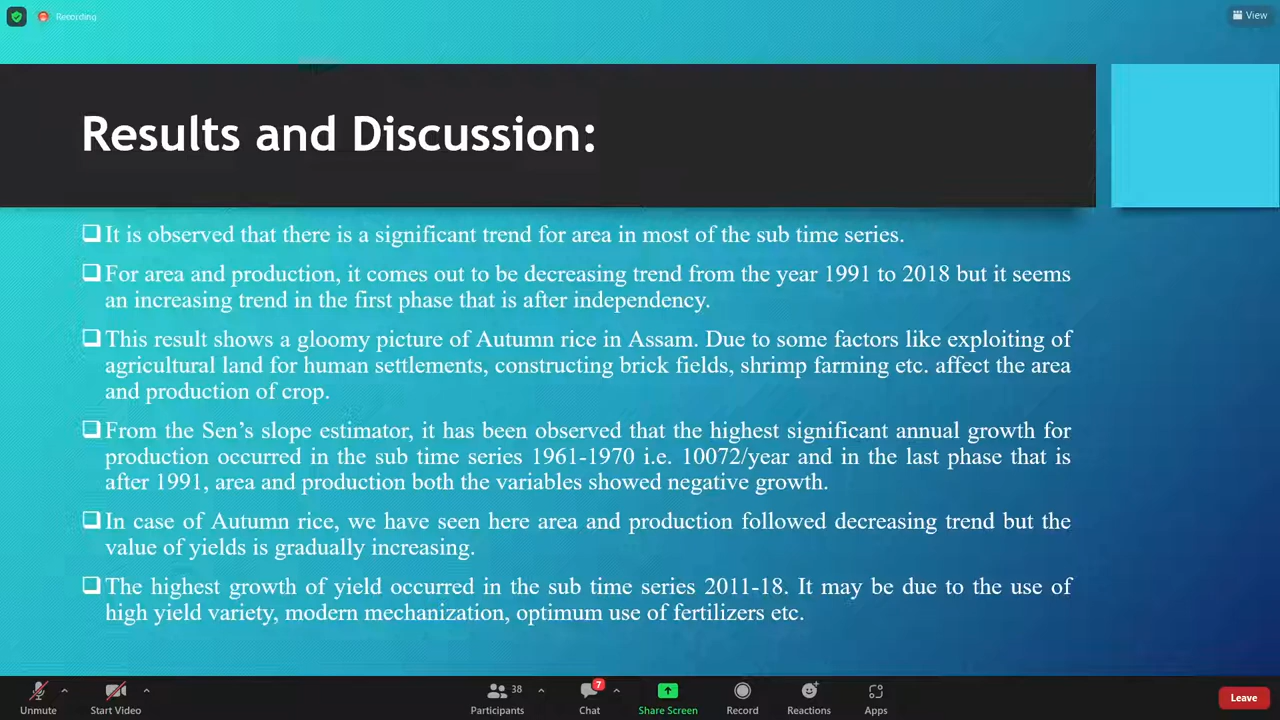 Recording
View
Results and Discussion:
It is observed that there is a significant trend for area in most of the sub time series.
For area and production, it comes out to be decreasing trend from the year 1991 to 2018 but it seems
an increasing trend in the first phase that is after independency.
This result shows a gloomy picture of Autumn rice in Assam. Due to some factors like exploiting of
agricultural land for human settlements, constructing brick fields, shrimp farming etc. affect the area
and production of crop.
From the Sen's slope estimator, it has been observed that the highest significant annual growth for
production occurred in the sub time series 1961-1970 i.e. 10072/year and in the last phase that is
after 1991, area and production both the variables showed negative growth.
In case of Autumn rice, we have seen here area and production followed decreasing trend but the
value of yields is gradually increasing.
The highest growth of yield occurred in the sub time series 2011-18. It may be due to the use of
high yield variety, modern mechanization, optimum use of fertilizers etc.
38
7
Unmute
Start Video
Participants
Chat
Share Screen
Record
Reactions
Apps
Leave